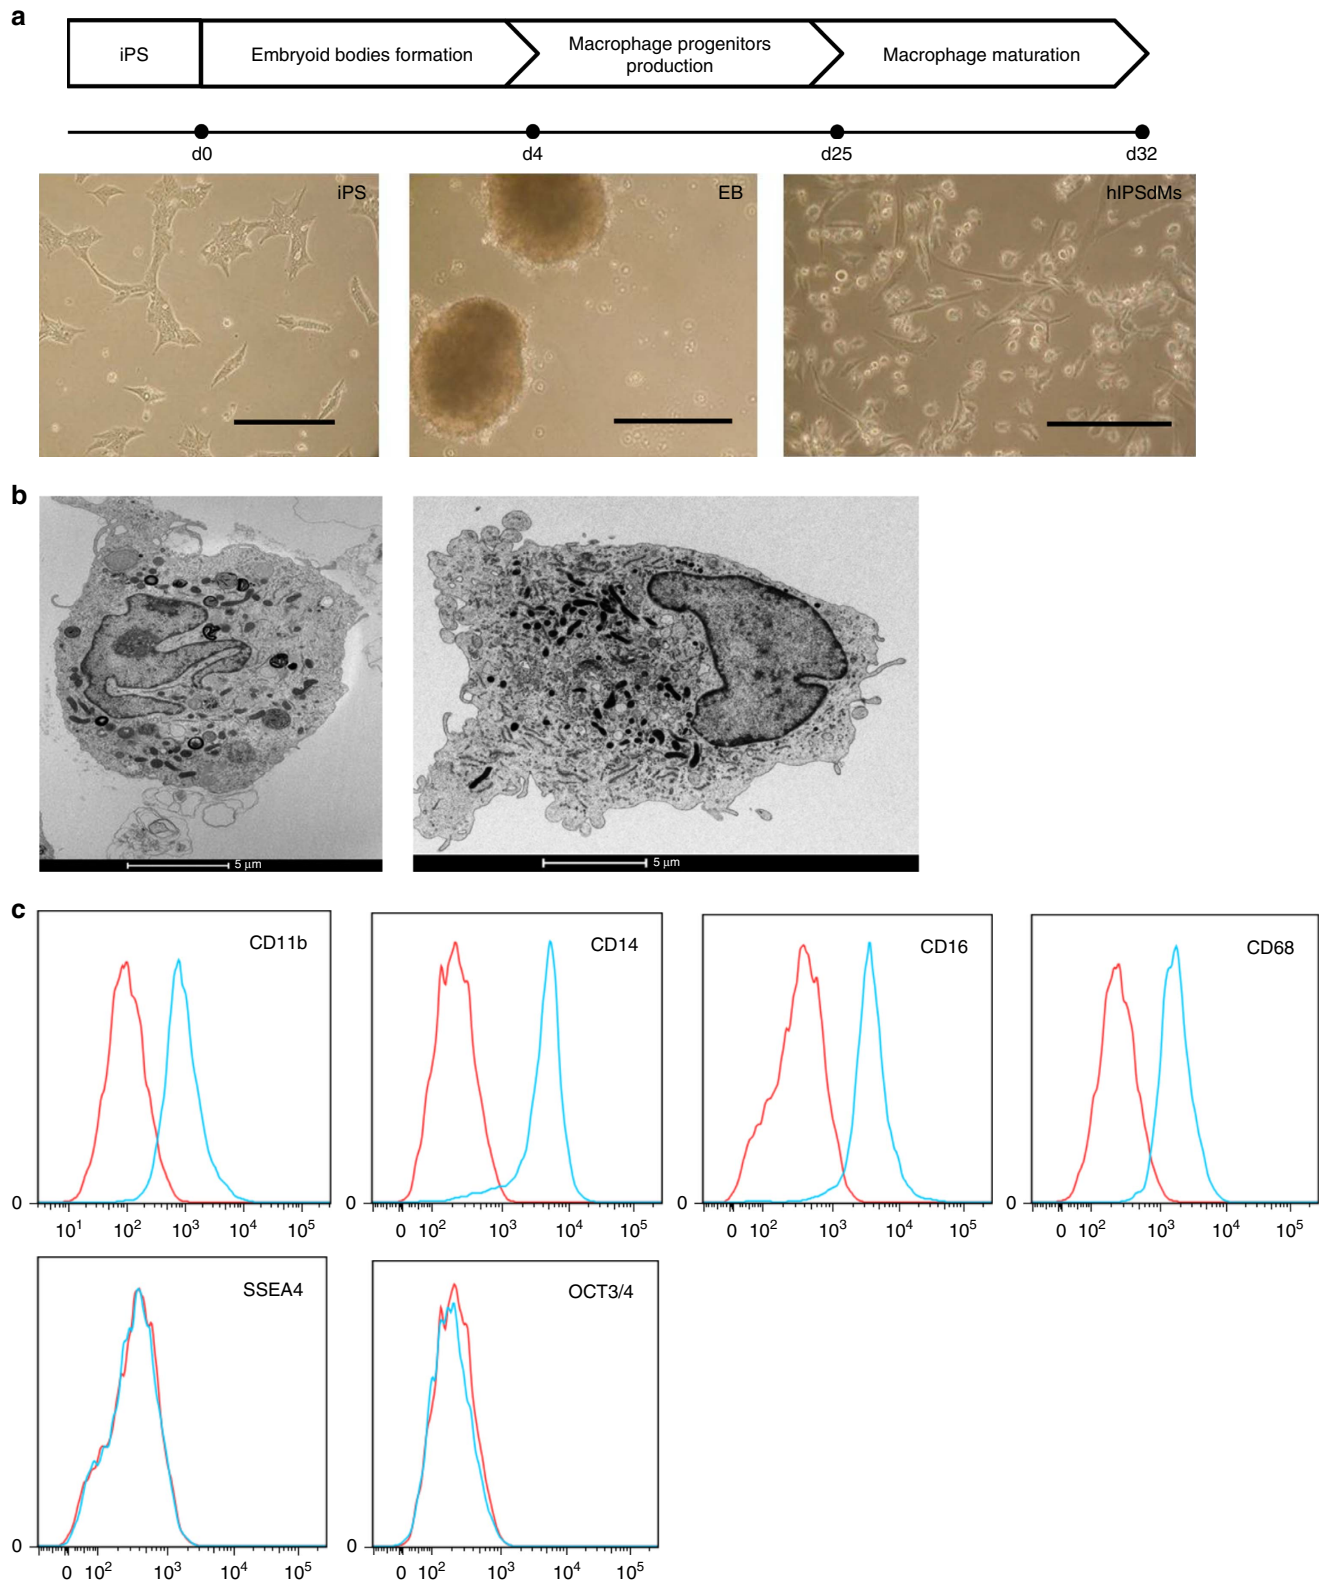 a
iPS
Embryoid bodies formation
Macrophage progenitors
production
Macrophage maturation
d0
d4
d25
d32
iPS
EB
hIPSdMs
b
5 µm
5 µm
c
CD11b
0
10¹ 10² 10³ 10⁴ 10⁵
CD14
0
0 10² 10³ 10⁴ 10⁵
CD16
0
0 10² 10³ 10⁴ 10⁵
CD68
0
0 10² 10³ 10⁴ 10⁵
SSEA4
0
0 10² 10³ 10⁴ 10⁵
OCT3/4
0 10² 10³ 10⁴ 10⁵